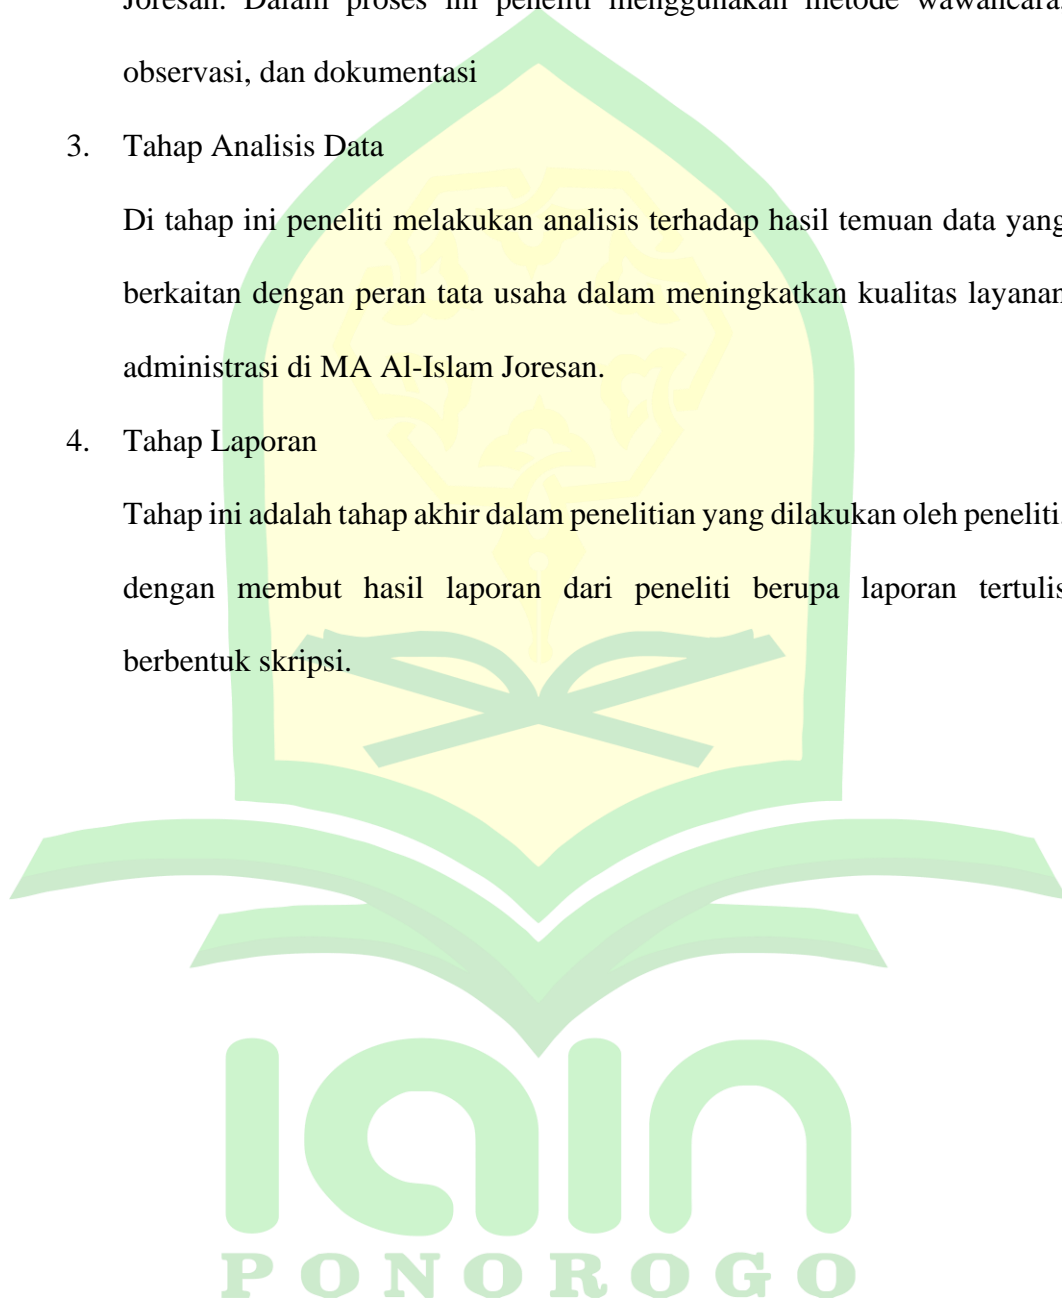 Joresan. Dalam proses ini peneliti menggunakan metode wawancara,
observasi, dan dokumentasi
3. Tahap Analisis Data
Di tahap ini peneliti melakukan analisis terhadap hasil temuan data yang
berkaitan dengan peran tata usaha dalam meningkatkan kualitas layanan
administrasi di MA Al-Islam Joresan.
4. Tahap Laporan
Tahap ini adalah tahap akhir dalam penelitian yang dilakukan oleh peneliti,
dengan membut hasil laporan dari peneliti berupa laporan tertulis
berbentuk skripsi.
iain
PONOROGO